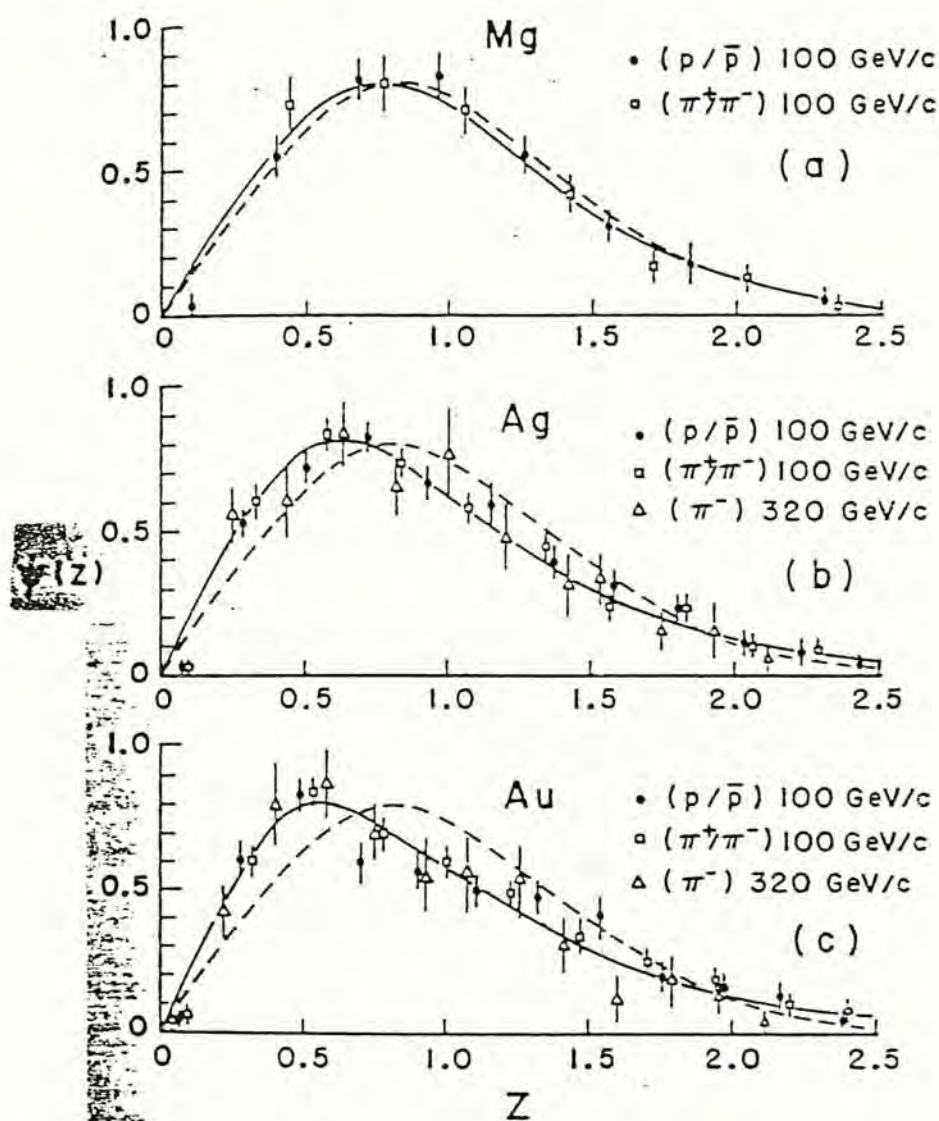 Mg
1.0
0.5
0
• (p/p̅) 100 GeV/c
□ (π⁺/π⁻) 100 GeV/c
(a)
0 0.5 1.0 1.5 2.0 2.5
Ag
1.0
0.5
0
• (p/p̅) 100 GeV/c
□ (π⁺/π⁻) 100 GeV/c
△ (π⁻) 320 GeV/c
(b)
ψ(z)
0 0.5 1.0 1.5 2.0 2.5
Au
1.0
0.5
0
• (p/p̅) 100 GeV/c
□ (π⁺/π⁻) 100 GeV/c
△ (π⁻) 320 GeV/c
(c)
0 0.5 1.0 1.5 2.0 2.5
Z